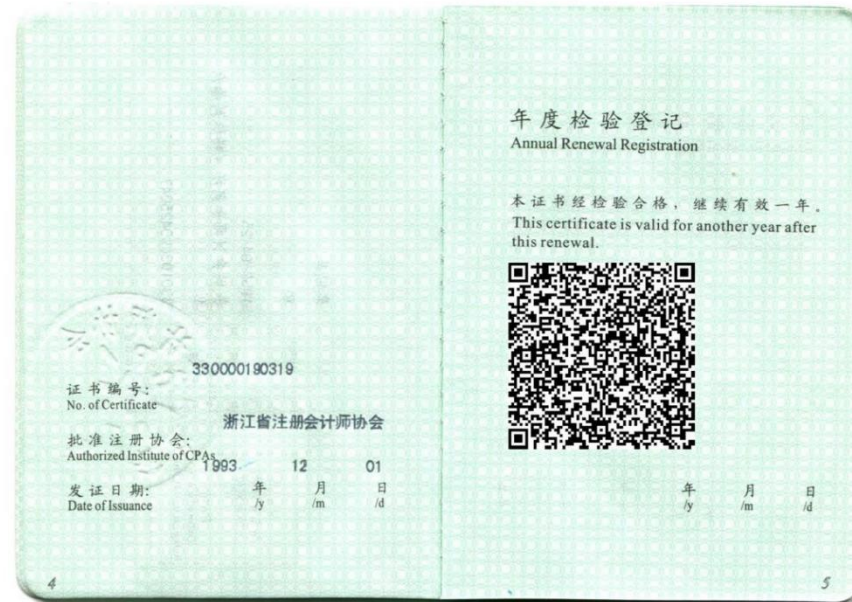 330000190319
证书编号:
No. of Certificate
浙江省注册会计师协会
批准注册协会:
Authorized Institute of CPAs
1993 12 01
发证日期: 年 月 日
Date of Issuance /y /m /d
4
年度检验登记
Annual Renewal Registration
本证书经检验合格，继续有效一年。
This certificate is valid for another year after
this renewal.
年 月 日
/y /m /d
5